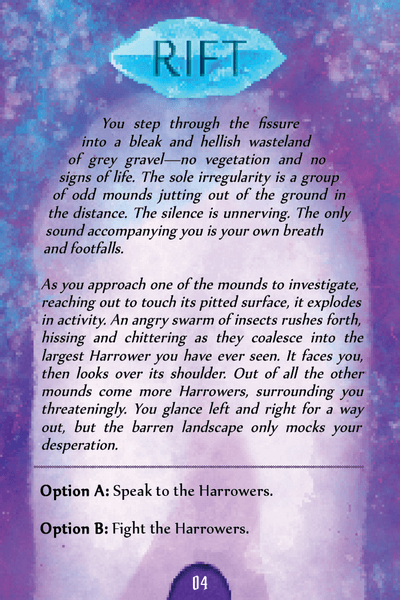 RIFT
You step through the fissure
into a bleak and hellish wasteland
of grey gravel—no vegetation and no
signs of life. The sole irregularity is a group
of odd mounds jutting out of the ground in
the distance. The silence is unnerving. The only
sound accompanying you is your own breath
and footfalls.
As you approach one of the mounds to investigate,
reaching out to touch its pitted surface, it explodes
in activity. An angry swarm of insects rushes forth,
hissing and chittering as they coalesce into the
largest Harrower you have ever seen. It faces you,
then looks over its shoulder. Out of all the other
mounds come more Harrowers, surrounding you
threateningly. You glance left and right for a way
out, but the barren landscape only mocks your
desperation.
Option A: Speak to the Harrowers.
Option B: Fight the Harrowers.
04